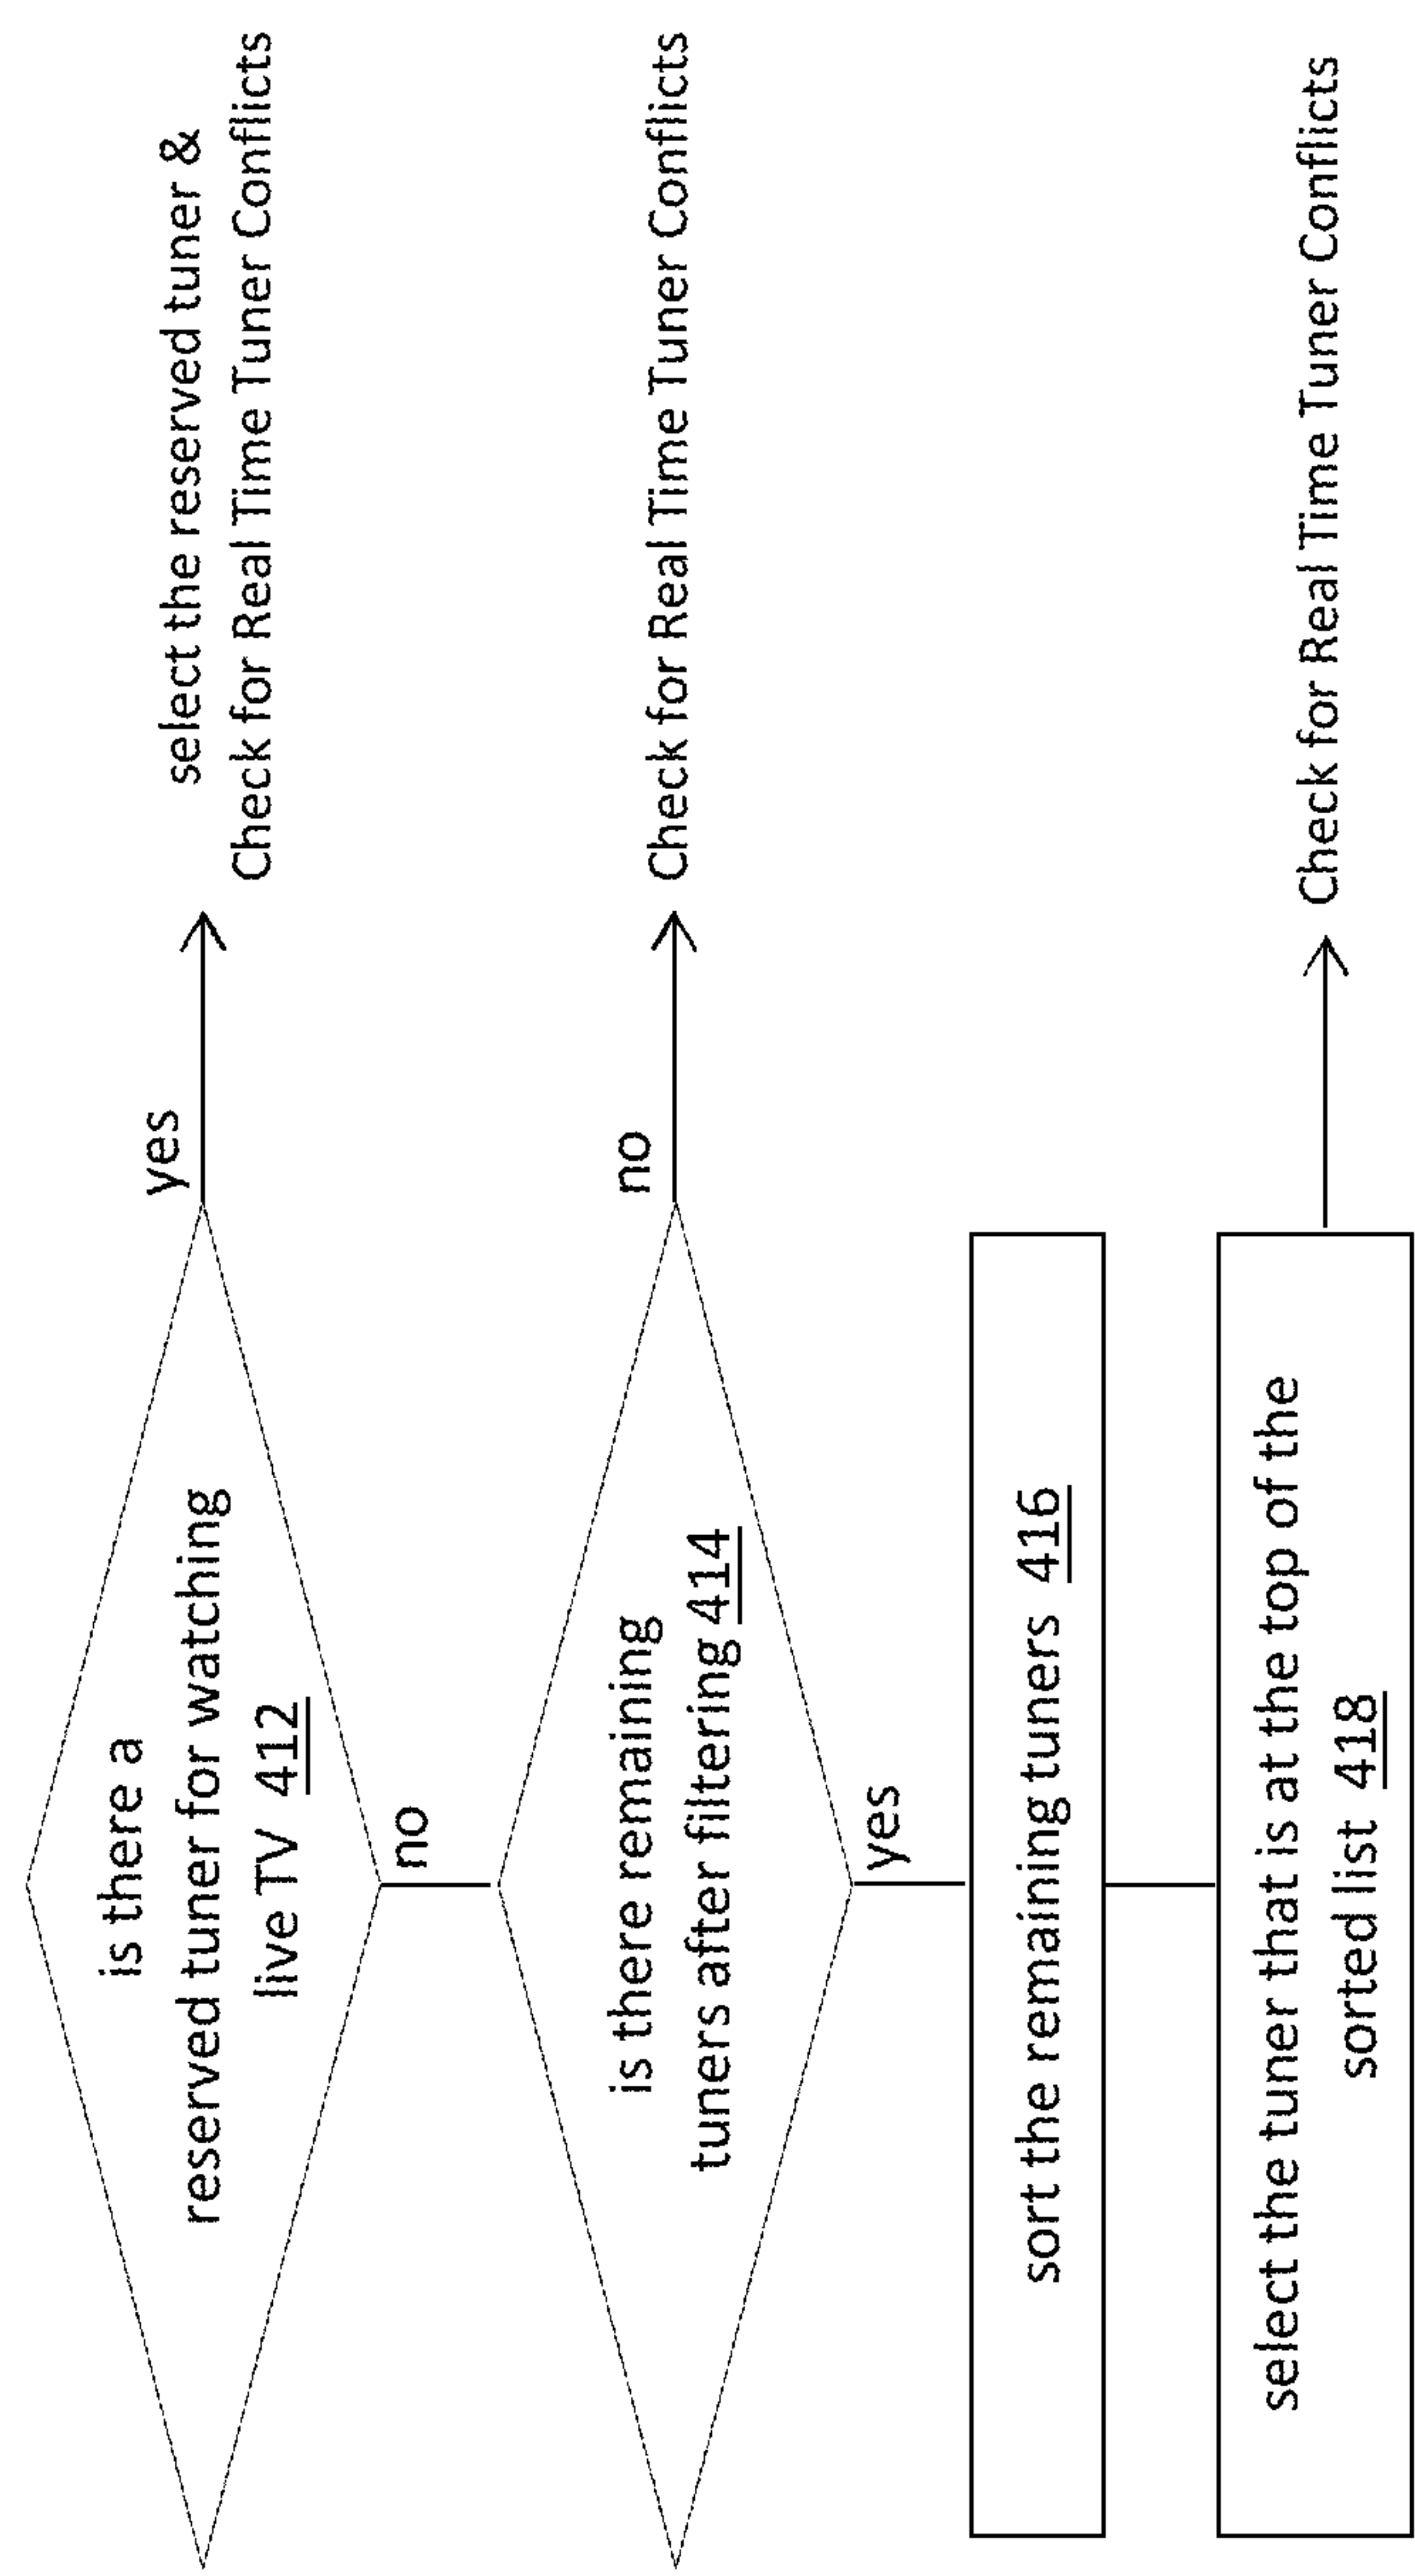 is there a
reserved tuner for watching
live TV 412
yes
select the reserved tuner &
Check for Real Time Tuner Conflicts
no
is there remaining
tuners after filtering 414
no
Check for Real Time Tuner Conflicts
yes
sort the remaining tuners 416
select the tuner that is at the top of the
sorted list 418
Check for Real Time Tuner Conflicts